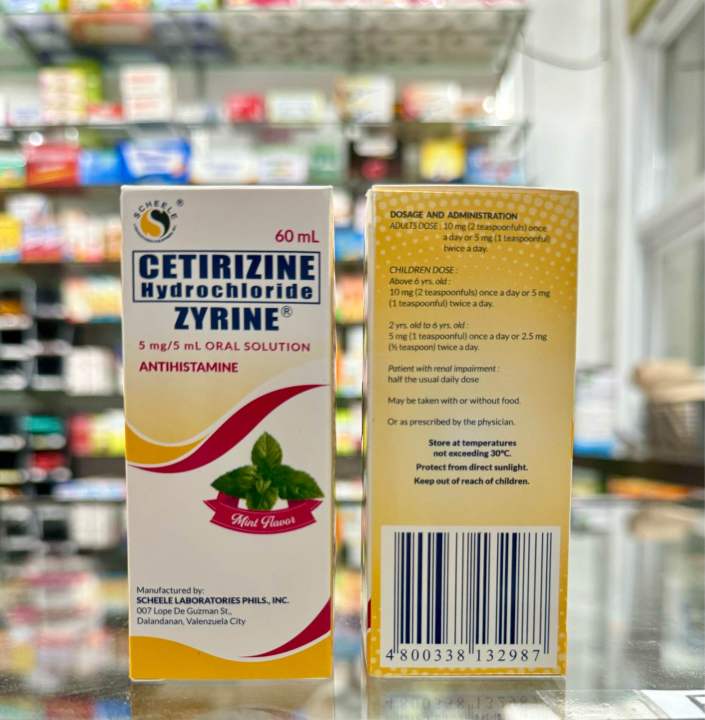 SCHEELE
®
60 mL
CETIRIZINE
Hydrochloride
ZYRINE®
5 mg/5 mL ORAL SOLUTION
ANTIHISTAMINE
Mint Flavor
Manufactured by:
SCHEELE LABORATORIES PHILS., INC.
007 Lope De Guzman St.,
Dalandanan, Valenzuela City
DOSAGE AND ADMINISTRATION
ADULTS DOSE : 10 mg (2 teaspoonfuls) once
a day or 5 mg (1 teaspoonful)
twice a day.
CHILDREN DOSE :
Above 6 yrs. old :
10 mg (2 teaspoonfuls) once a day or 5 mg
(1 teaspoonful) twice a day.
2 yrs. old to 6 yrs. old :
5 mg (1 teaspoonful) once a day or 2.5 mg
(½ teaspoon) twice a day.
Patient with renal impairment :
half the usual daily dose
May be taken with or without food.
Or as prescribed by the physician.
Store at temperatures
not exceeding 30°C.
Protect from direct sunlight.
Keep out of reach of children.
4 800338 132987